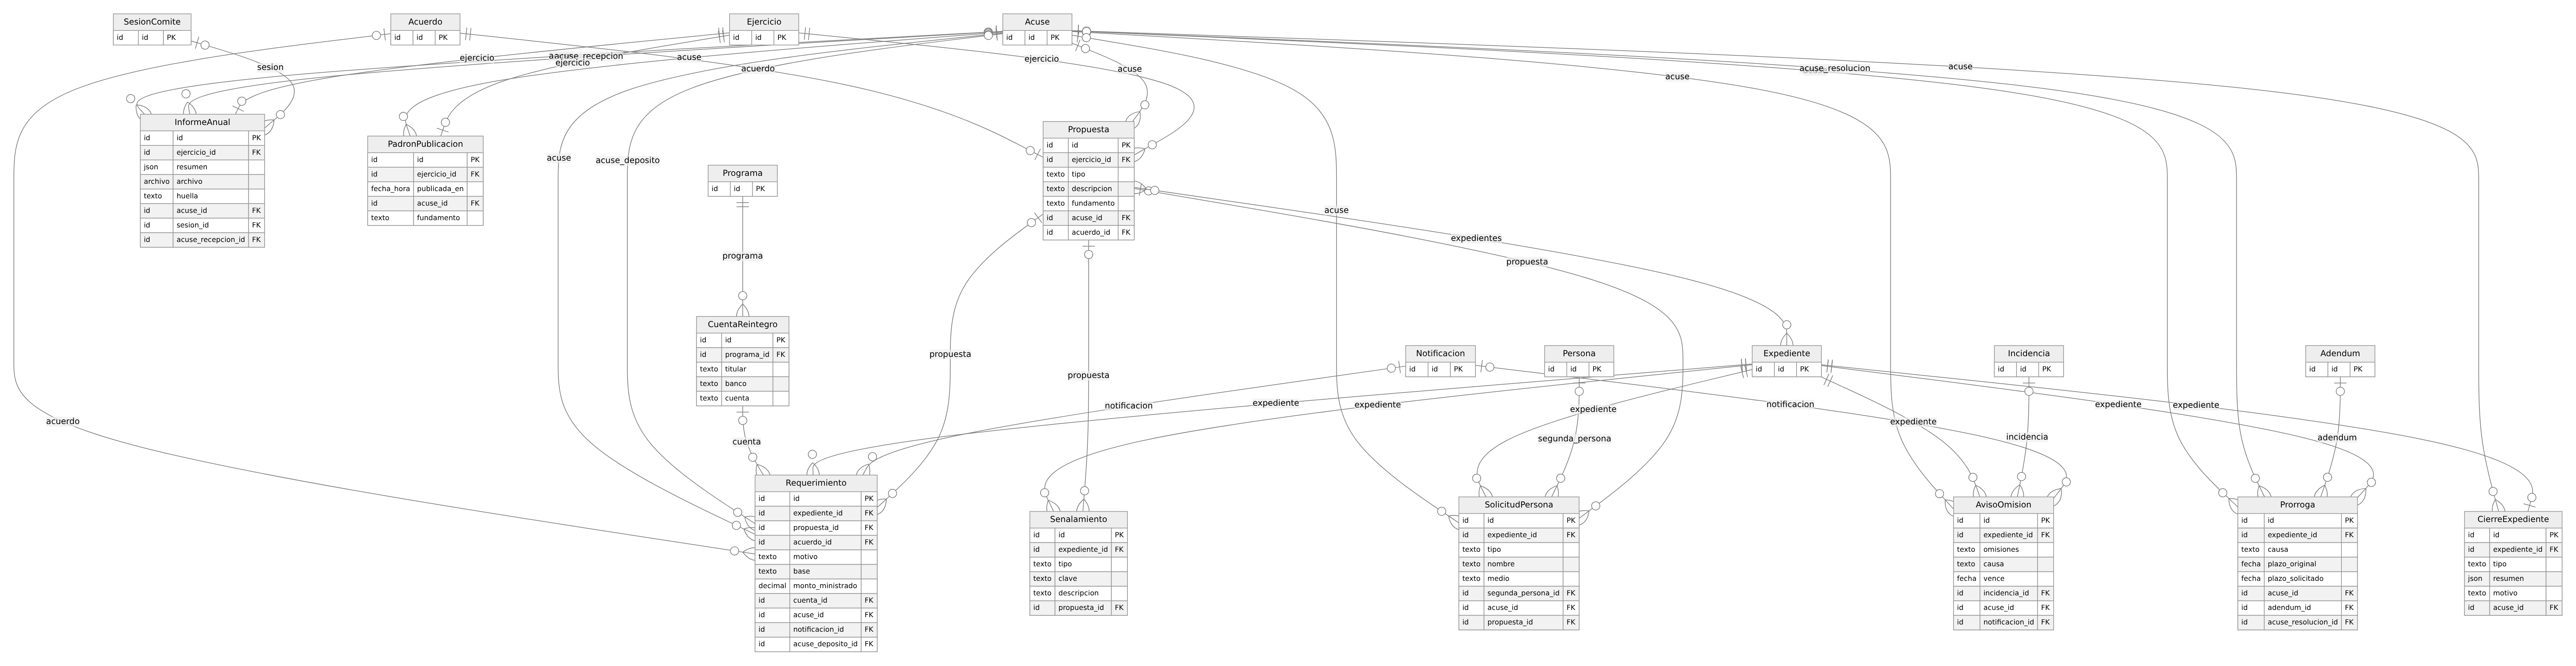 SesionComite
id id PK
Acuerdo
id id PK
Ejercicio
id id PK
Acuse
id id PK
sesion
ejercicio
aacuse_recepcion
ejercicio
acuse
acuerdo
ejercicio
acuse
acuse
acuse_resolucion
acuse
InformeAnual
id id PK
id ejercicio_id FK
json resumen
archivo archivo
texto huella
id acuse_id FK
id sesion_id FK
id acuse_recepcion_id FK
PadronPublicacion
id id PK
id ejercicio_id FK
fecha_hora publicada_en
id acuse_id FK
texto fundamento
acuse
acuse_deposito
Programa
id id PK
Propuesta
id id PK
id ejercicio_id FK
texto tipo
texto descripcion
texto fundamento
id acuse_id FK
id acuerdo_id FK
acuse
expedientes
propuesta
programa
CuentaReintegro
id id PK
id programa_id FK
texto titular
texto banco
texto cuenta
propuesta
propuesta
Notificacion
id id PK
Persona
id id PK
Expediente
id id PK
Incidencia
id id PK
Adendum
id id PK
acuerdo
cuenta
notificacion
expediente
expediente
expediente
segunda_persona
notificacion
expediente
incidencia
expediente
adendum
expediente
Requerimiento
id id PK
id expediente_id FK
id propuesta_id FK
id acuerdo_id FK
texto motivo
texto base
decimal monto_ministrado
id cuenta_id FK
id acuse_id FK
id notificacion_id FK
id acuse_deposito_id FK
Senalamiento
id id PK
id expediente_id FK
texto tipo
texto clave
texto descripcion
id propuesta_id FK
SolicitudPersona
id id PK
id expediente_id FK
texto tipo
texto nombre
texto medio
id segunda_persona_id FK
id acuse_id FK
id propuesta_id FK
AvisoOmision
id id PK
id expediente_id FK
texto omisiones
texto causa
fecha vence
id incidencia_id FK
id acuse_id FK
id notificacion_id FK
Prorroga
id id PK
id expediente_id FK
texto causa
fecha plazo_original
fecha plazo_solicitado
id acuse_id FK
id adendum_id FK
id acuse_resolucion_id FK
CierreExpediente
id id PK
id expediente_id FK
texto tipo
json resumen
texto motivo
id acuse_id FK